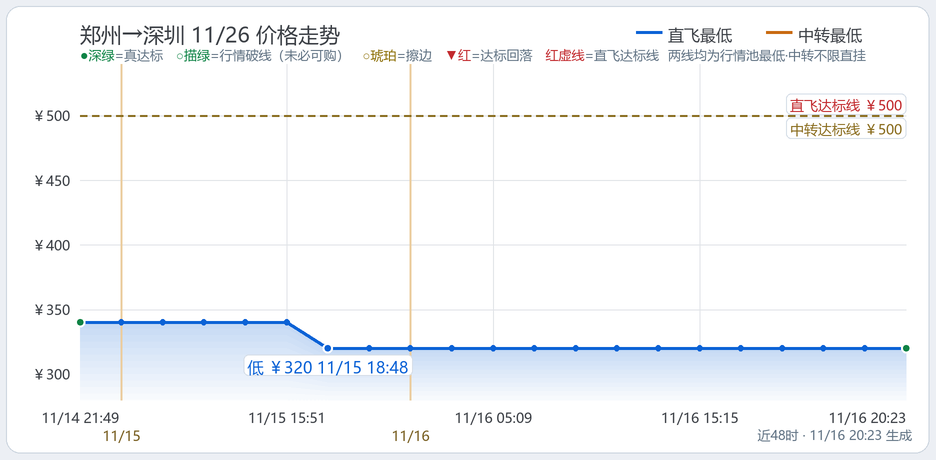 郑州→深圳 11/26 价格走势
直飞最低 中转最低
●深绿=真达标 ○描绿=行情破线（未必可购） ○琥珀=擦边 ▼红=达标回落 红虚线=直飞达标线 两线均为行情池最低·中转不限直挂
直飞达标线 ¥500
¥500
中转达标线 ¥500
¥450
¥400
¥350
低 ¥320 11/15 18:48
¥300
11/14 21:49 11/15 15:51 11/16 05:09 11/16 15:15 11/16 20:23
11/15 11/16
近48时 · 11/16 20:23 生成